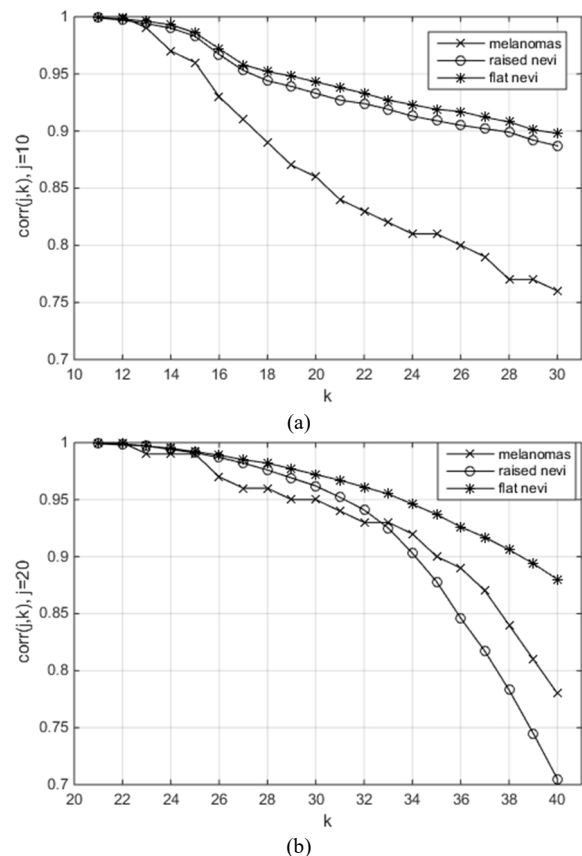 1
0.95
0.9
0.85
0.8
0.75
0.7
corr(j,k), j=10
melanomas
raised nevi
flat nevi
10 12 14 16 18 20 22 24 26 28 30
k
(a)
1
0.95
0.9
0.85
0.8
0.75
0.7
corr(j,k), j=20
melanomas
raised nevi
flat nevi
20 22 24 26 28 30 32 34 36 38 40
k
(b)